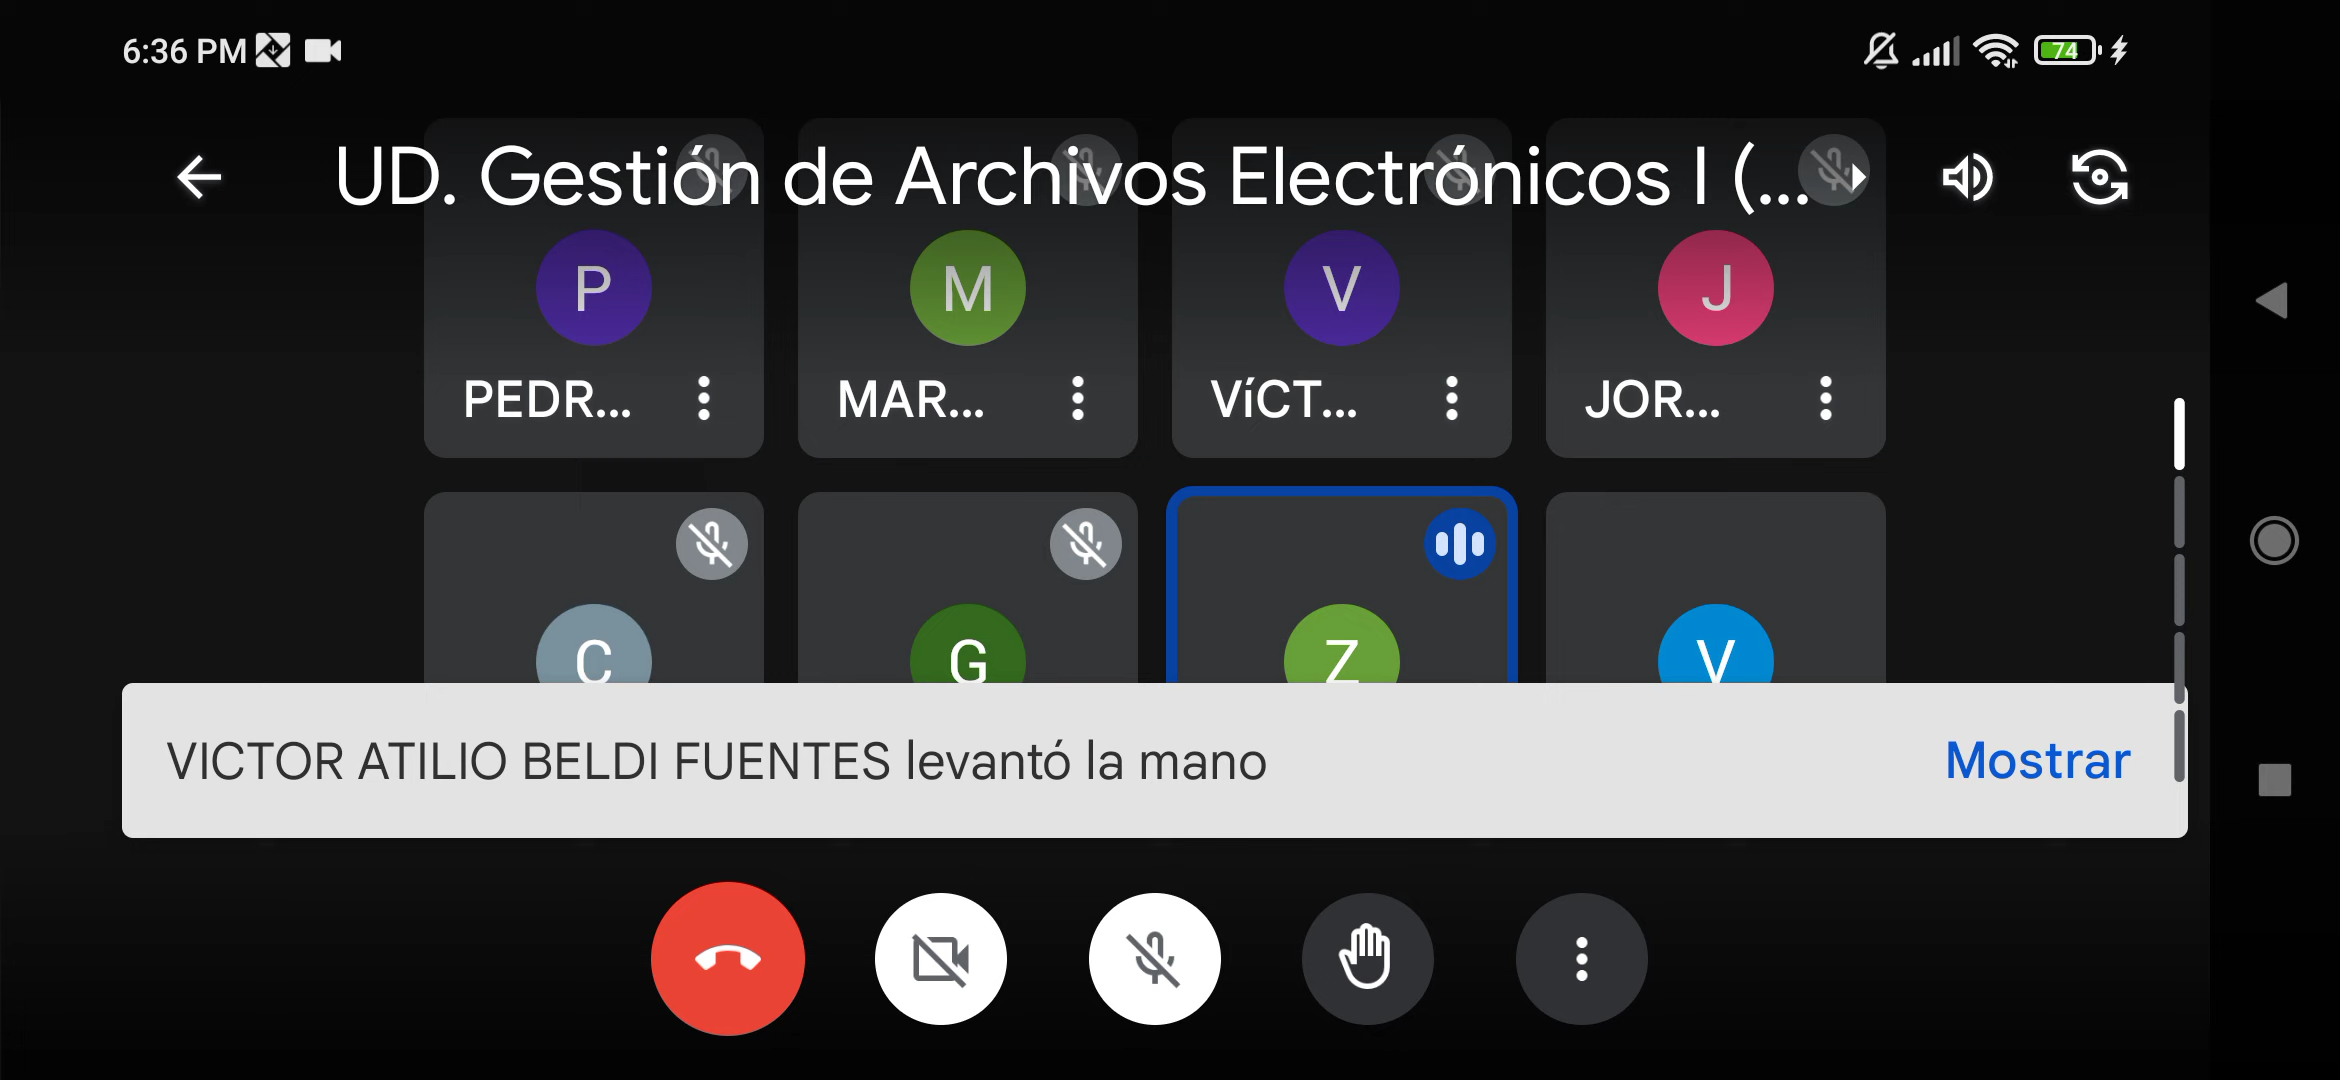 6:36 PM
74
UD. Gestión de Archivos Electrónicos I (...
P
M
V
J
PEDR...
MAR...
VíCT...
JOR...
C
G
Z
V
VICTOR ATILIO BELDI FUENTES levantó la mano
Mostrar